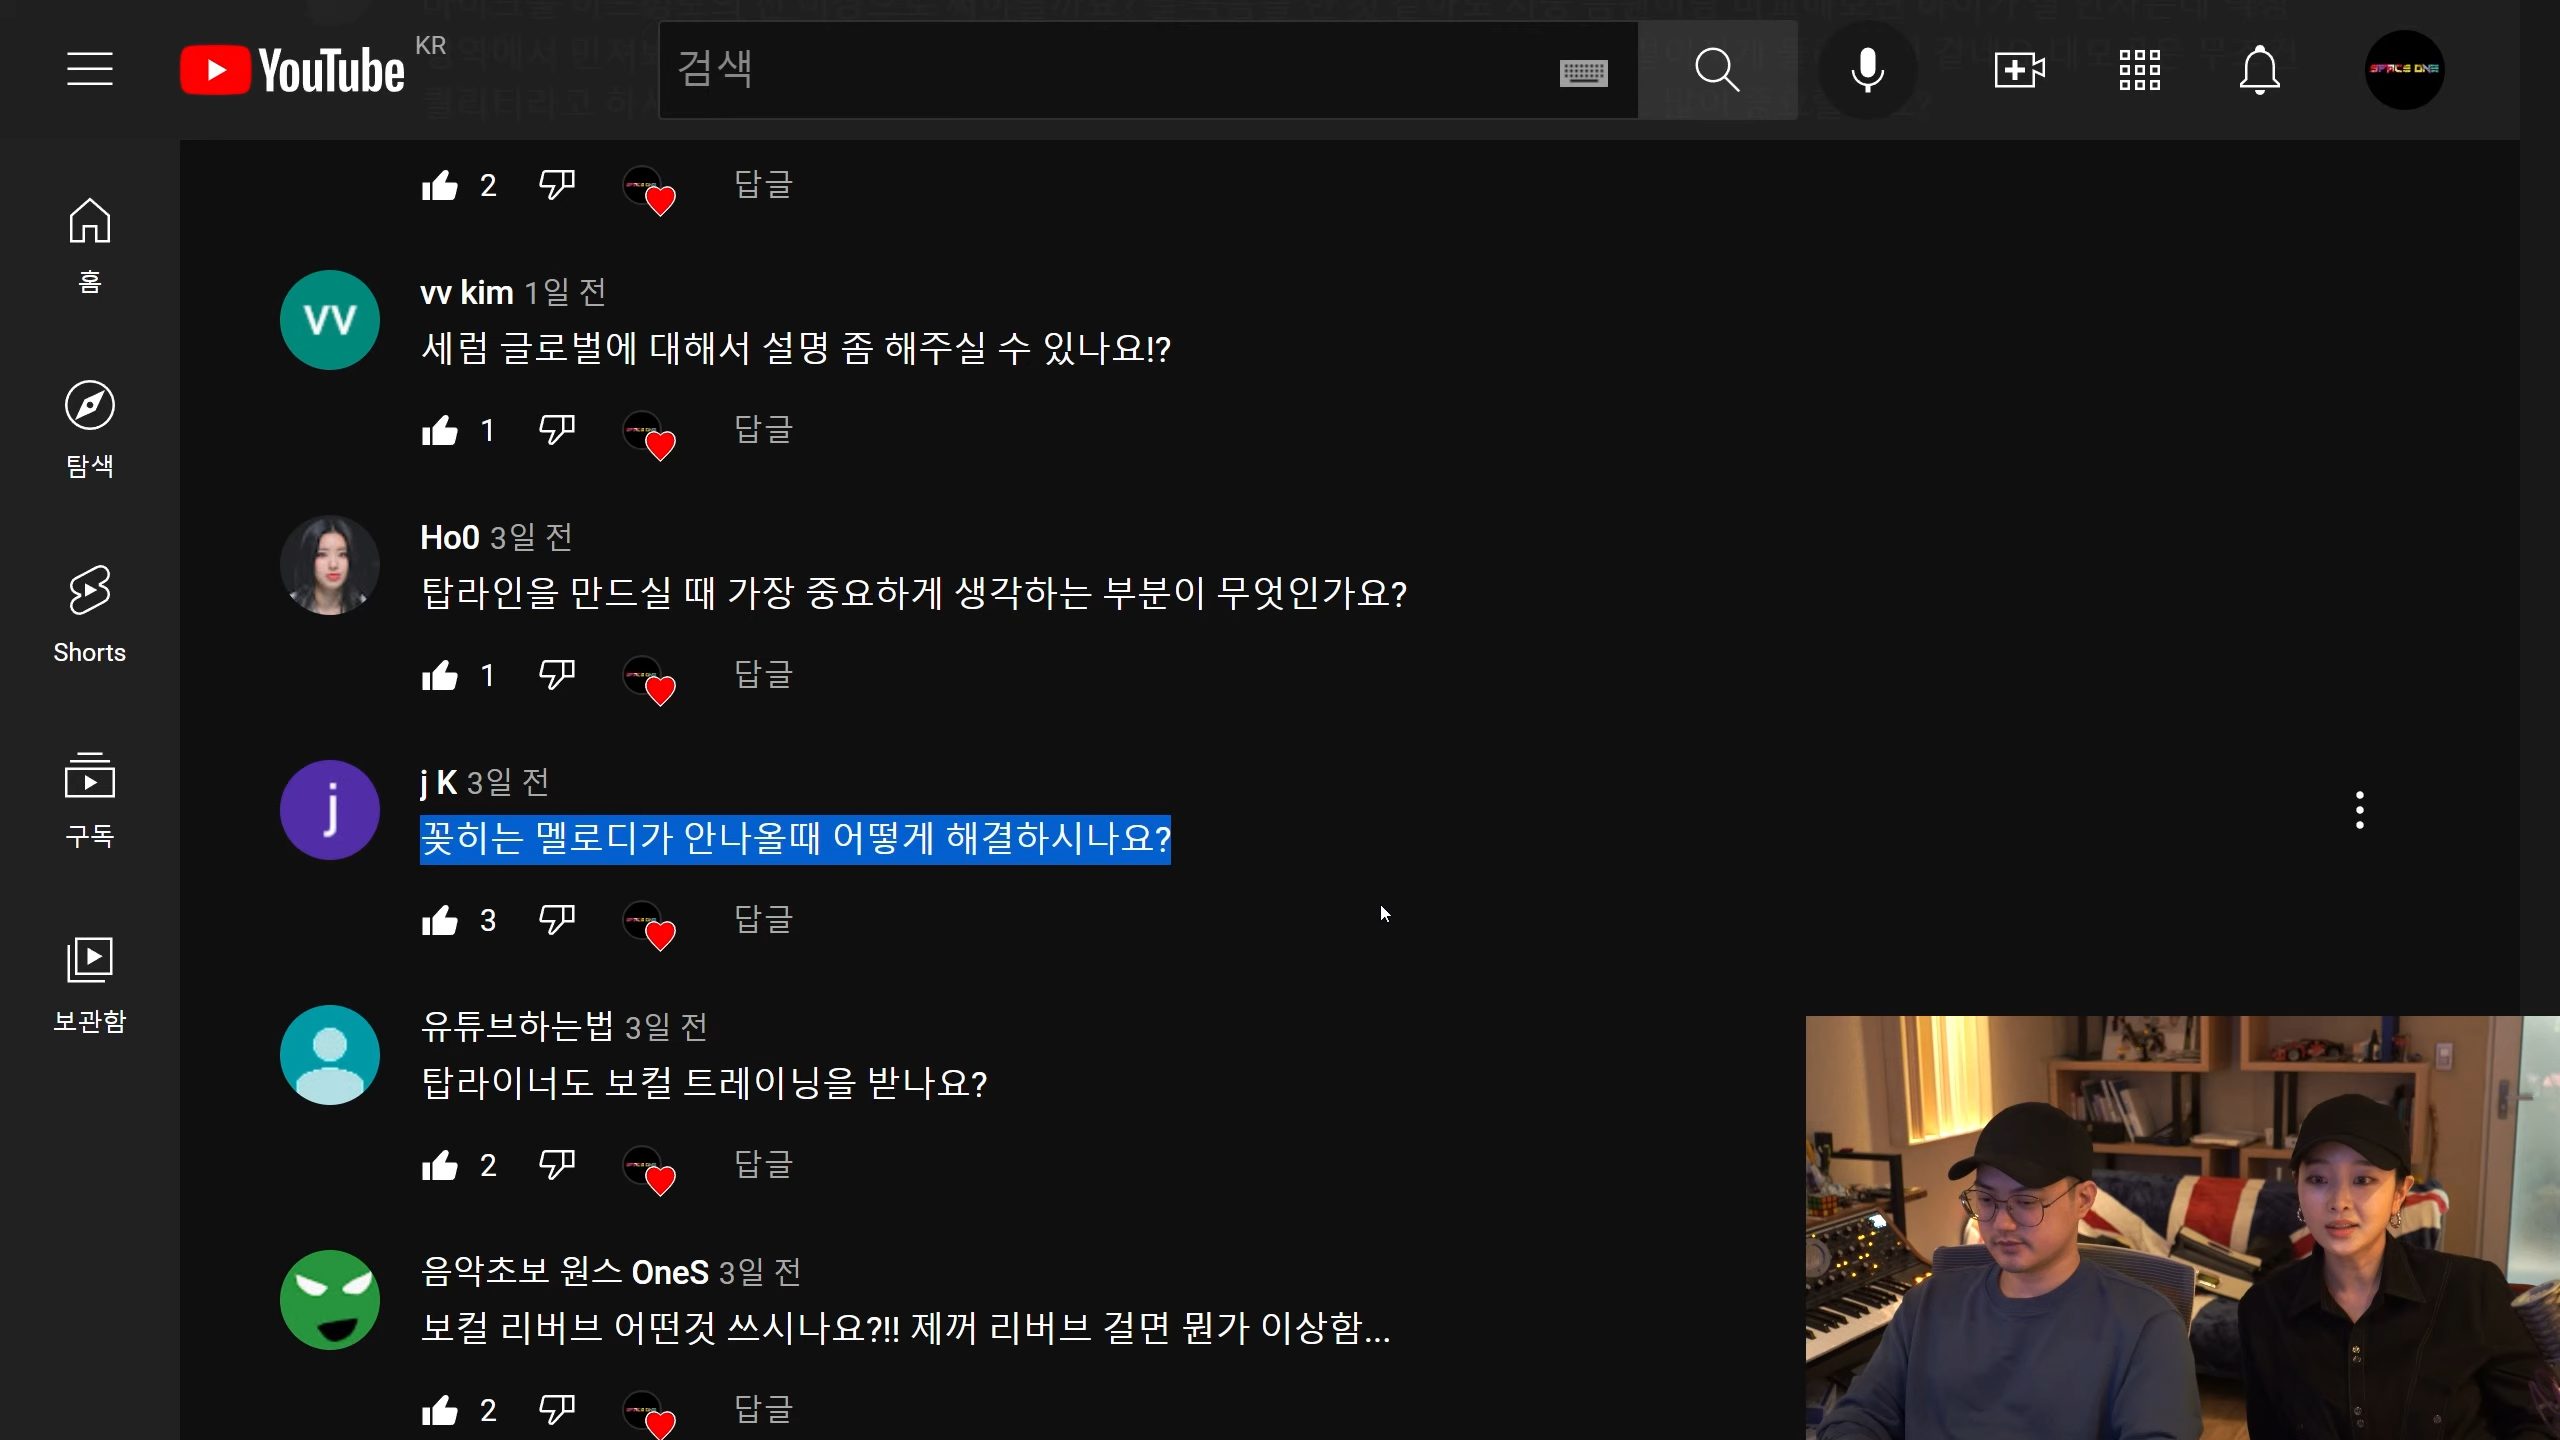 YouTube KR
검색
홈
탐색
Shorts
구독
보관함
2 답글
vv
vv kim 1일 전
세럼 글로벌에 대해서 설명 좀 해주실 수 있나요!?
1 답글
Ho0 3일 전
탑라인을 만드실 때 가장 중요하게 생각하는 부분이 무엇인가요?
1 답글
j
j K 3일 전
꽂히는 멜로디가 안나올때 어떻게 해결하시나요?
3 답글
유튜브하는법 3일 전
탑라이너도 보컬 트레이닝을 받나요?
2 답글
음악초보 원스 OneS 3일 전
보컬 리버브 어떤것 쓰시나요?!! 제꺼 리버브 걸면 뭔가 이상함...
2 답글
SPACE ONE